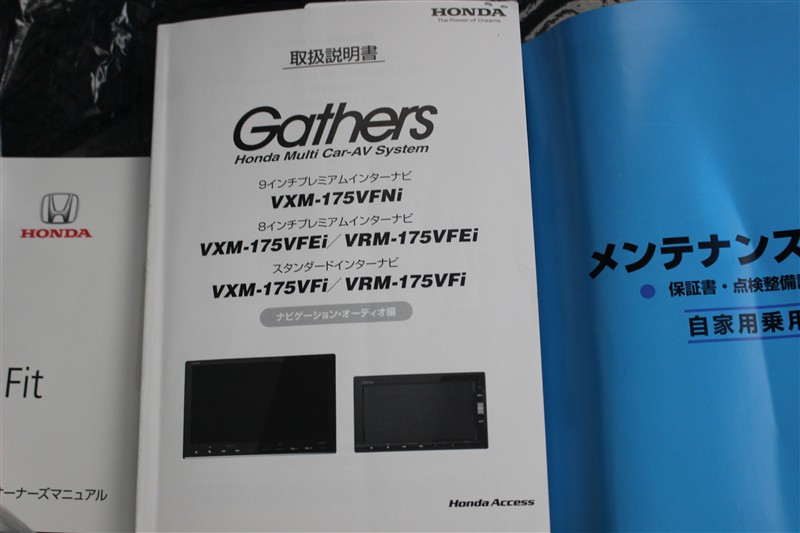 HONDA
Fit
ーナーズマニュアル
HONDA
The Power of Dreams
取扱説明書
Gathers
Honda Multi Car-AV System
9インチプレミアムインターナビ
VXM-175VFNi
8インチプレミアムインターナビ
VXM-175VFEi/VRM-175VFEi
スタンダードインターナビ
VXM-175VFi/VRM-175VFi
ナビゲーション・オーディオ編
Honda Access
メンテナンス
● 保証書・点検整備
自家用乗用